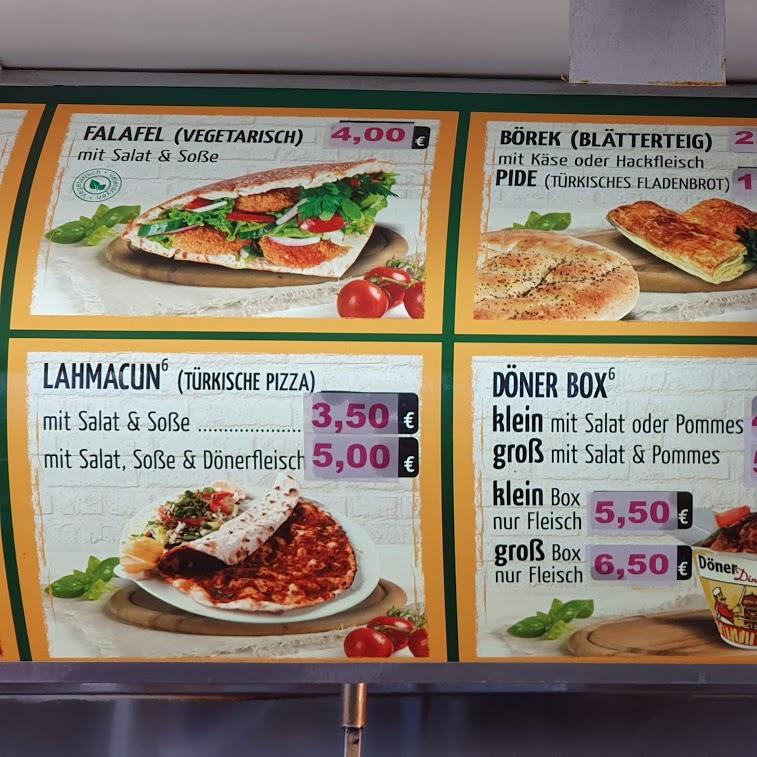 FALAFEL (VEGETARISCH) 4,00 €
mit Salat & Soße
BÖREK (BLÄTTERTEIG) 2
mit Käse oder Hackfleisch
PIDE (TÜRKISCHES FLADENBROT) 1
LAHMACUN⁶ (TÜRKISCHE PIZZA)
mit Salat & Soße .................... 3,50 €
mit Salat, Soße & Dönerfleisch 5,00 €
DÖNER BOX⁶
klein mit Salat oder Pommes
groß mit Salat & Pommes
klein Box
nur Fleisch 5,50 €
groß Box
nur Fleisch 6,50 €
Döner